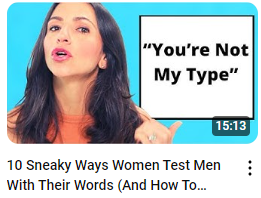 “You’re Not
My Type”
15:13
10 Sneaky Ways Women Test Men
With Their Words (And How To…